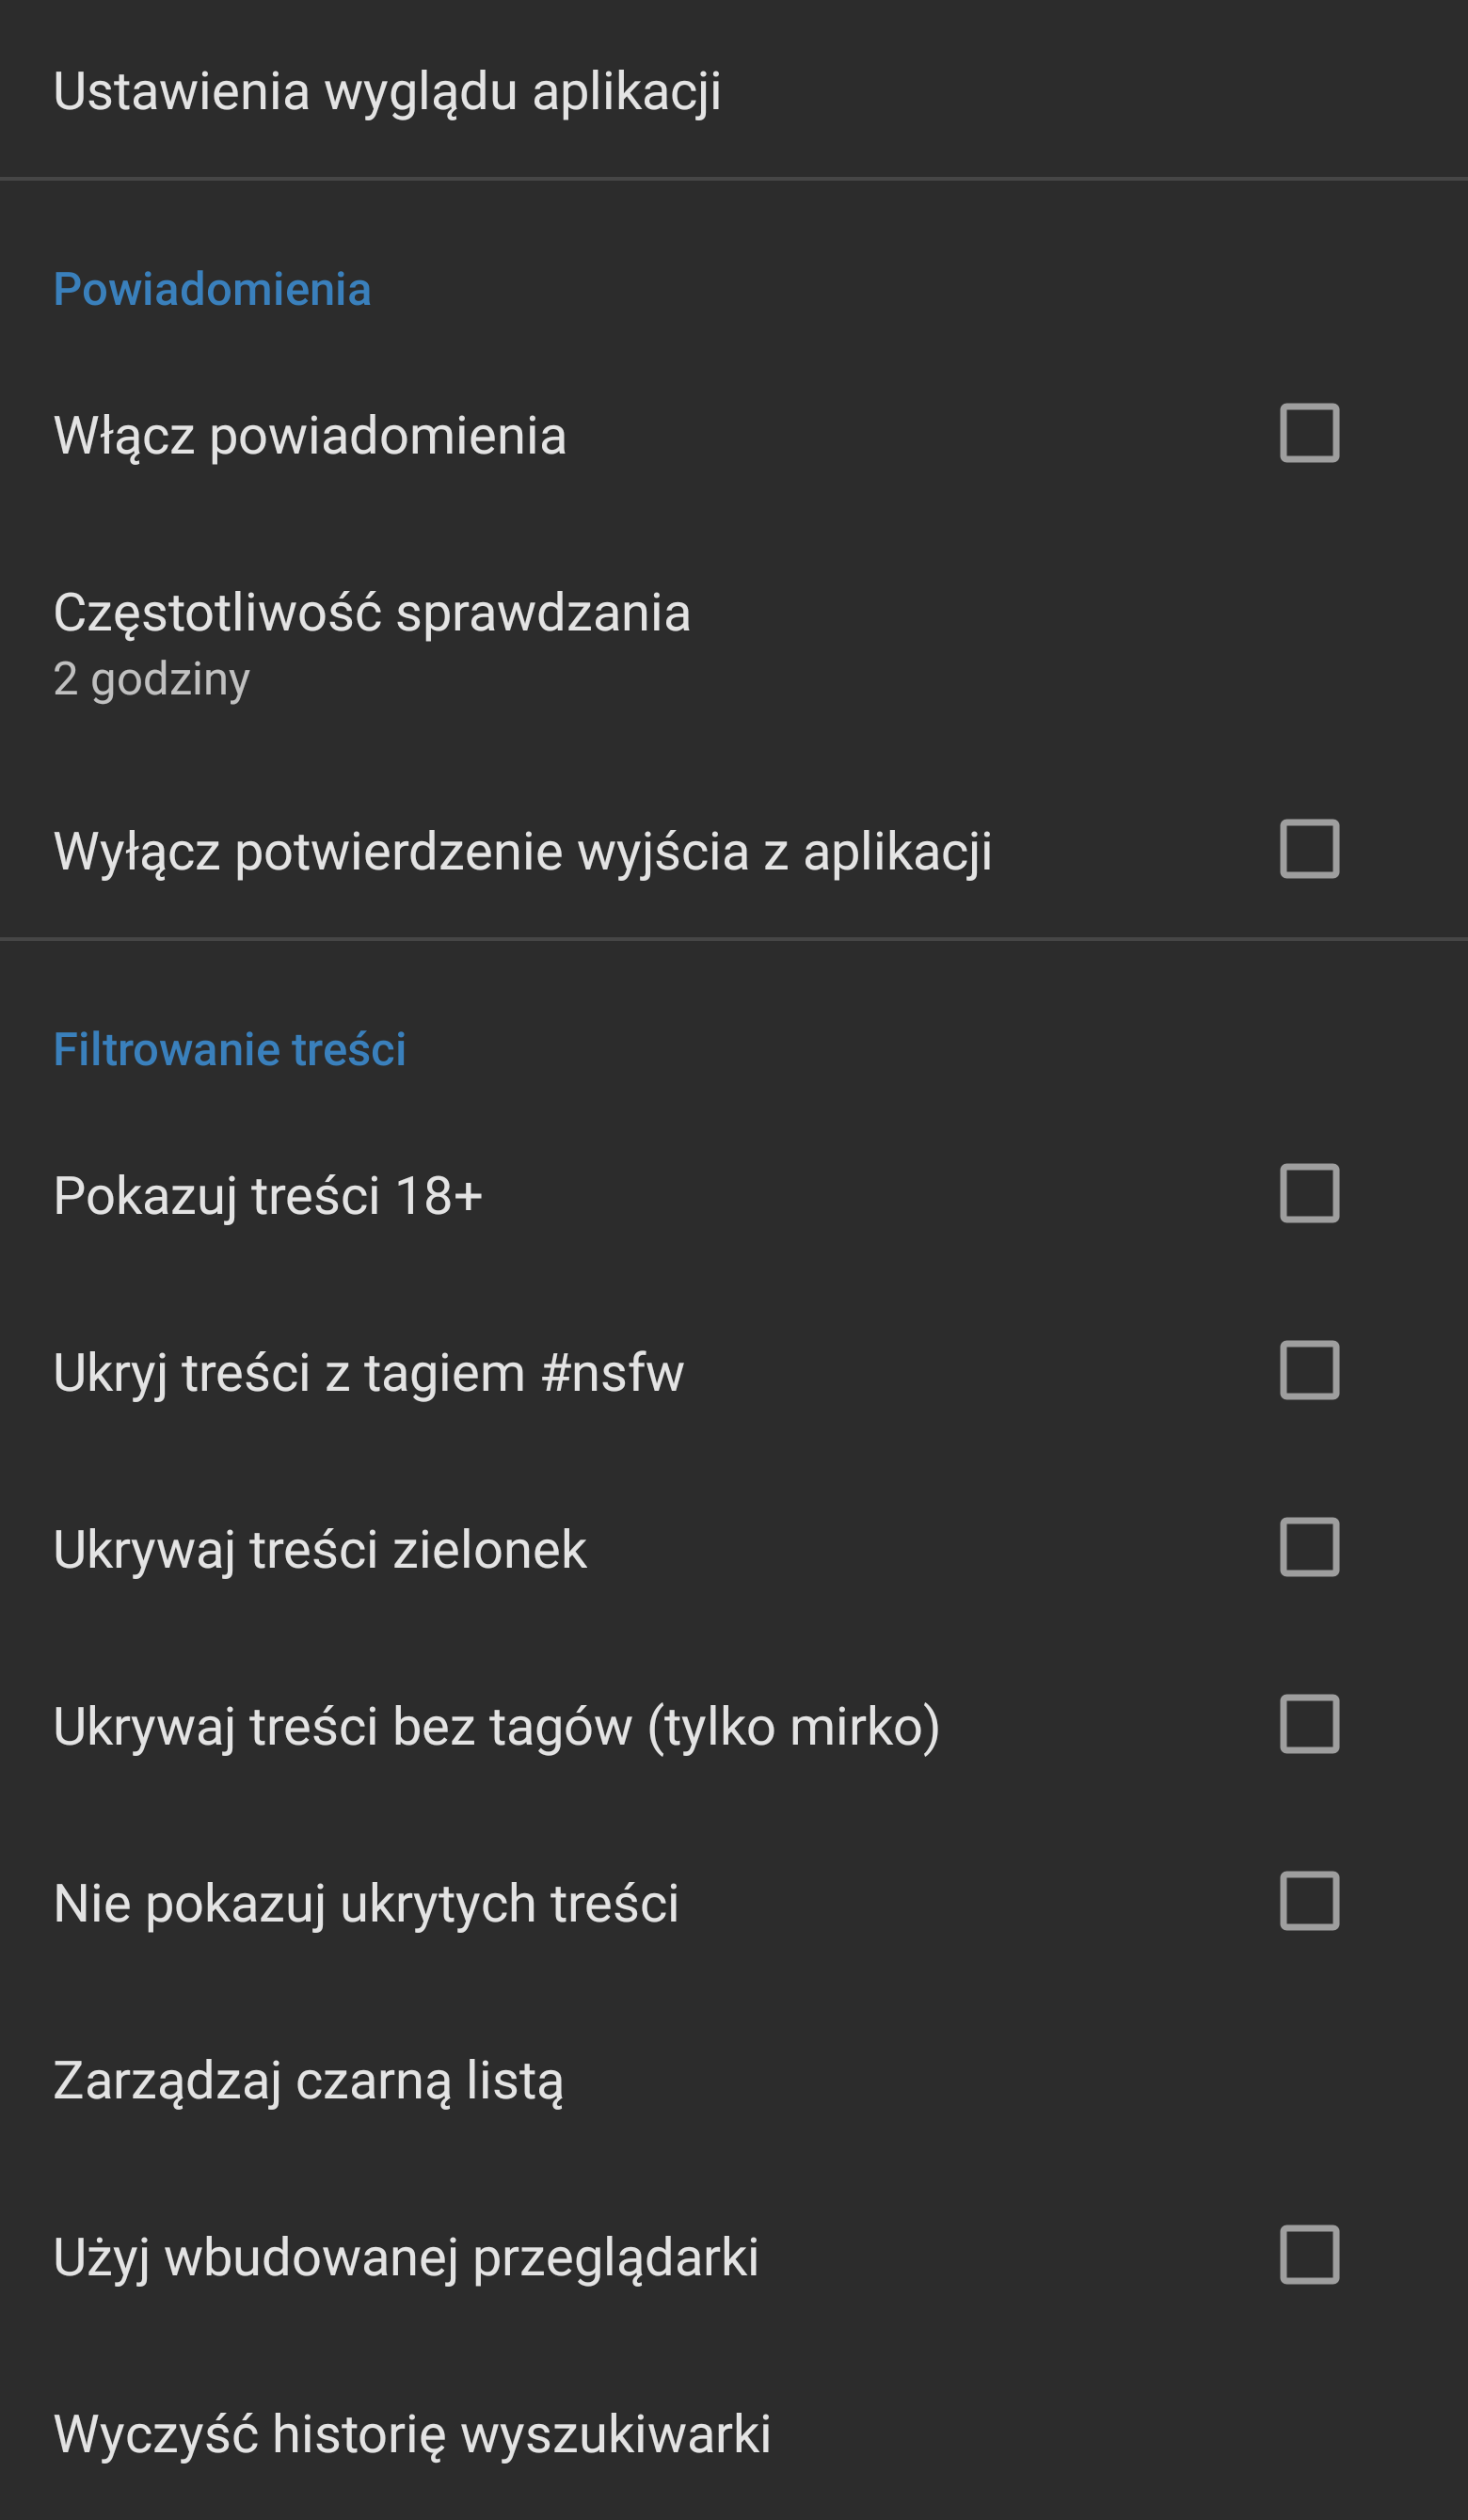 Ustawienia wyglądu aplikacji
Powiadomienia
Włącz powiadomienia
Częstotliwość sprawdzania
2 godziny
Wyłącz potwierdzenie wyjścia z aplikacji
Filtrowanie treści
Pokazuj treści 18+
Ukryj treści z tagiem #nsfw
Ukrywaj treści zielonek
Ukrywaj treści bez tagów (tylko mirko)
Nie pokazuj ukrytych treści
Zarządzaj czarną listą
Użyj wbudowanej przeglądarki
Wyczyść historię wyszukiwarki